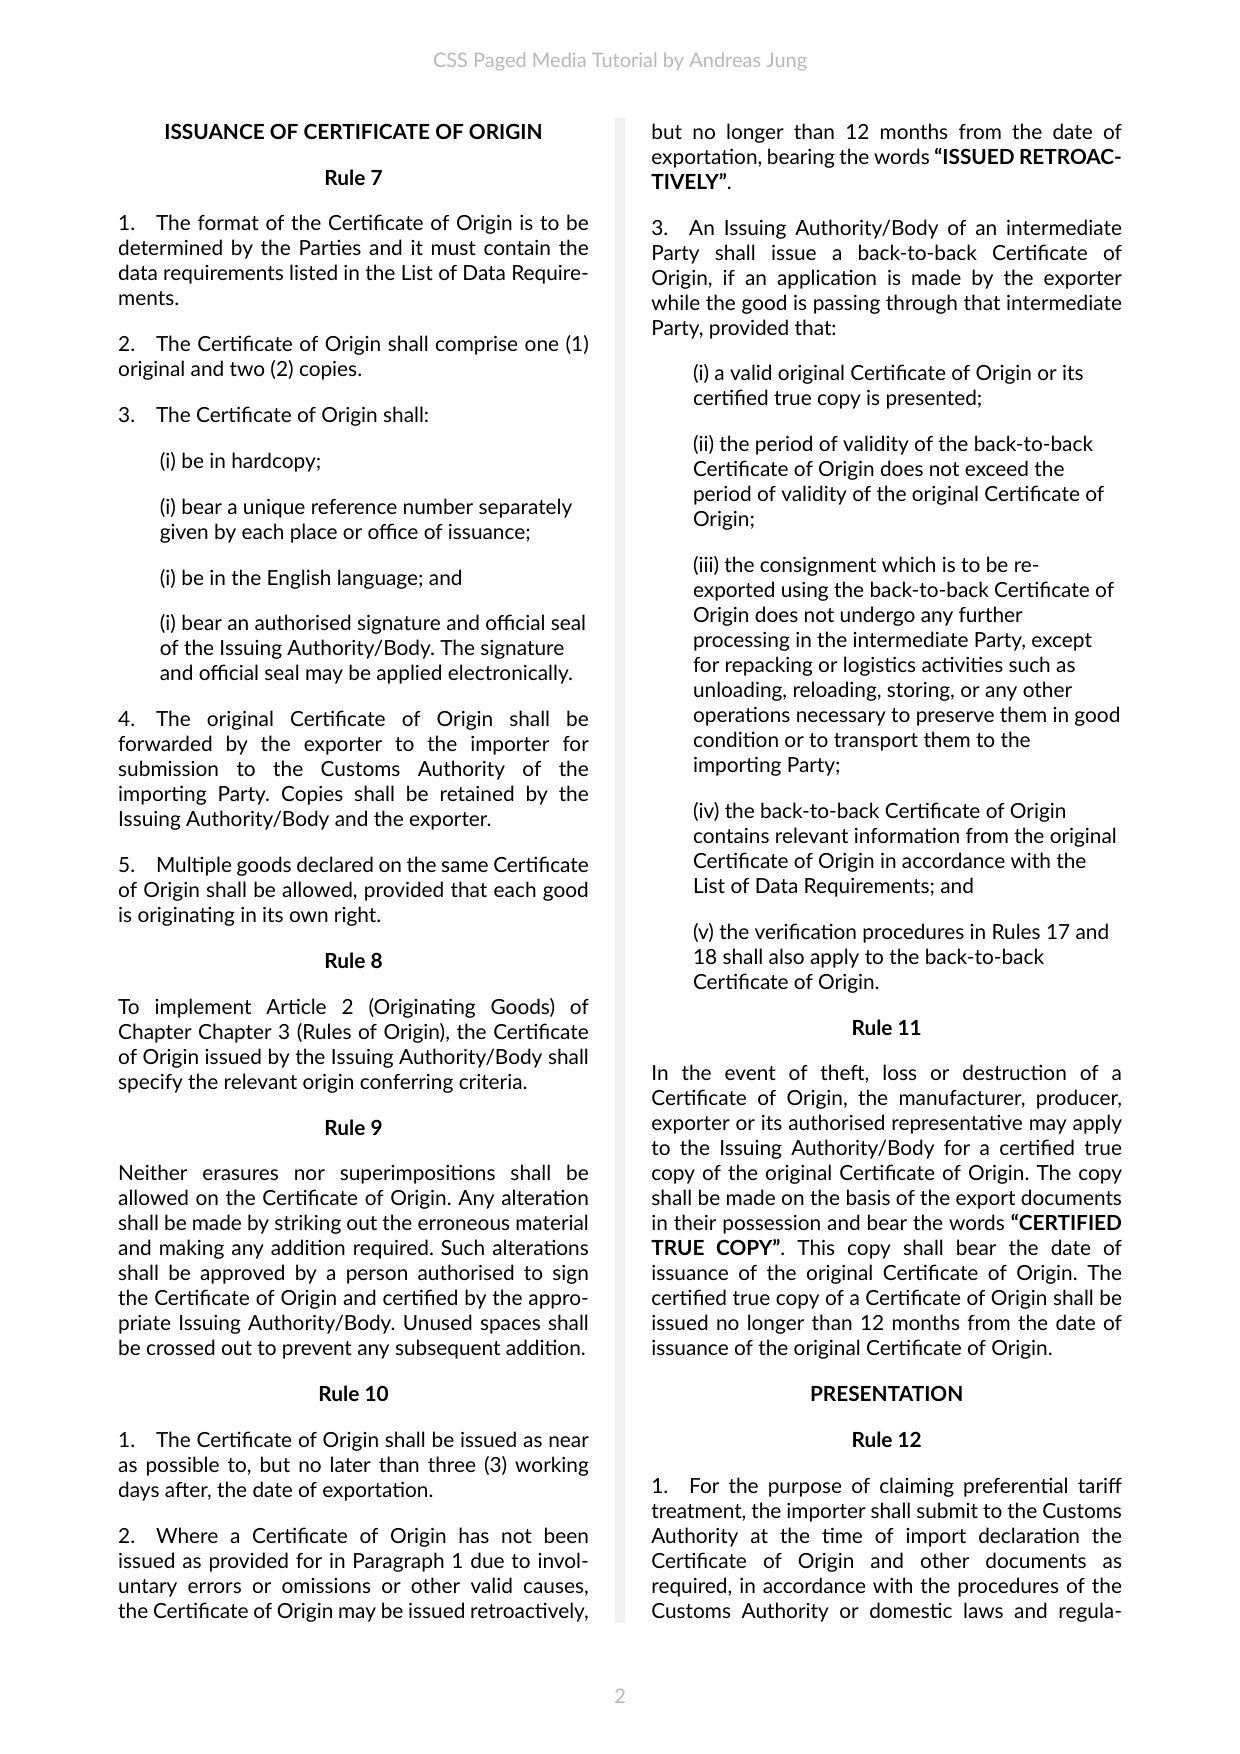 CSS Paged Media Tutorial by Andreas Jung
ISSUANCE OF CERTIFICATE OF ORIGIN
Rule 7
1. The format of the Certificate of Origin is to be
determined by the Parties and it must contain the
data requirements listed in the List of Data Require-
ments.
2. The Certificate of Origin shall comprise one (1)
original and two (2) copies.
3. The Certificate of Origin shall:
(i) be in hardcopy;
(i) bear a unique reference number separately
given by each place or office of issuance;
(i) be in the English language; and
(i) bear an authorised signature and official seal
of the Issuing Authority/Body. The signature
and official seal may be applied electronically.
4. The original Certificate of Origin shall be
forwarded by the exporter to the importer for
submission to the Customs Authority of the
importing Party. Copies shall be retained by the
Issuing Authority/Body and the exporter.
5. Multiple goods declared on the same Certificate
of Origin shall be allowed, provided that each good
is originating in its own right.
Rule 8
To implement Article 2 (Originating Goods) of
Chapter Chapter 3 (Rules of Origin), the Certificate
of Origin issued by the Issuing Authority/Body shall
specify the relevant origin conferring criteria.
Rule 9
Neither erasures nor superimpositions shall be
allowed on the Certificate of Origin. Any alteration
shall be made by striking out the erroneous material
and making any addition required. Such alterations
shall be approved by a person authorised to sign
the Certificate of Origin and certified by the appro-
priate Issuing Authority/Body. Unused spaces shall
be crossed out to prevent any subsequent addition.
Rule 10
1. The Certificate of Origin shall be issued as near
as possible to, but no later than three (3) working
days after, the date of exportation.
2. Where a Certificate of Origin has not been
issued as provided for in Paragraph 1 due to invol-
untary errors or omissions or other valid causes,
the Certificate of Origin may be issued retroactively,
but no longer than 12 months from the date of
exportation, bearing the words “ISSUED RETROAC-
TIVELY”.
3. An Issuing Authority/Body of an intermediate
Party shall issue a back-to-back Certificate of
Origin, if an application is made by the exporter
while the good is passing through that intermediate
Party, provided that:
(i) a valid original Certificate of Origin or its
certified true copy is presented;
(ii) the period of validity of the back-to-back
Certificate of Origin does not exceed the
period of validity of the original Certificate of
Origin;
(iii) the consignment which is to be re-
exported using the back-to-back Certificate of
Origin does not undergo any further
processing in the intermediate Party, except
for repacking or logistics activities such as
unloading, reloading, storing, or any other
operations necessary to preserve them in good
condition or to transport them to the
importing Party;
(iv) the back-to-back Certificate of Origin
contains relevant information from the original
Certificate of Origin in accordance with the
List of Data Requirements; and
(v) the verification procedures in Rules 17 and
18 shall also apply to the back-to-back
Certificate of Origin.
Rule 11
In the event of theft, loss or destruction of a
Certificate of Origin, the manufacturer, producer,
exporter or its authorised representative may apply
to the Issuing Authority/Body for a certified true
copy of the original Certificate of Origin. The copy
shall be made on the basis of the export documents
in their possession and bear the words “CERTIFIED
TRUE COPY”. This copy shall bear the date of
issuance of the original Certificate of Origin. The
certified true copy of a Certificate of Origin shall be
issued no longer than 12 months from the date of
issuance of the original Certificate of Origin.
PRESENTATION
Rule 12
1. For the purpose of claiming preferential tariff
treatment, the importer shall submit to the Customs
Authority at the time of import declaration the
Certificate of Origin and other documents as
required, in accordance with the procedures of the
Customs Authority or domestic laws and regula-
2